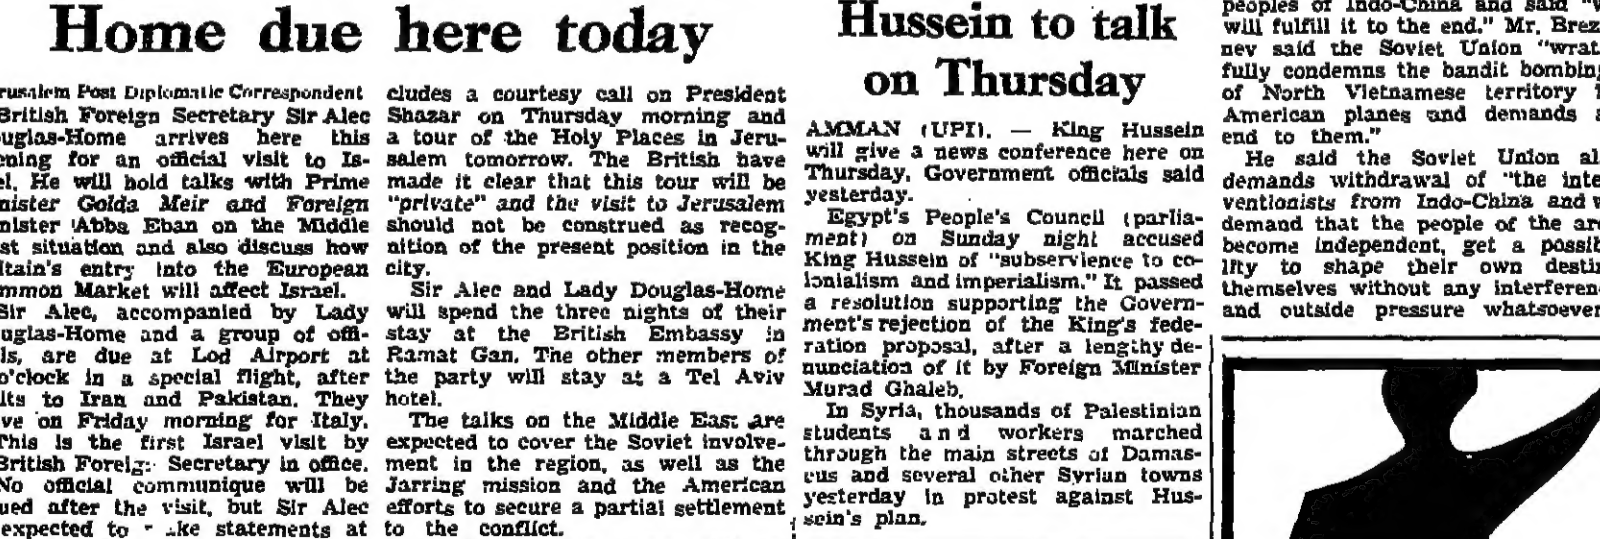 Home due here today
rusalem Post Diplomatic Correspondent
British Foreign Secretary Sir Alec
uglas-Home arrives here this
ening for an official visit to Is-
el. He will hold talks with Prime
nister Golda Meir and Foreign
nister Abba Eban on the Middle
st situation and also discuss how
itain's entry into the European
mmon Market will affect Israel.
Sir Alec, accompanied by Lady
uglas-Home and a group of offi-
ls, are due at Lod Airport at
o'clock in a special flight, after
its to Iran and Pakistan. They
ve on Friday morning for Italy.
This is the first Israel visit by
British Foreign Secretary in office.
No official communique will be
ued after the visit, but Sir Alec
expected to statements at
cludes a courtesy call on President
Shazar on Thursday morning and
a tour of the Holy Places in Jeru-
salem tomorrow. The British have
made it clear that this tour will be
"private" and the visit to Jerusalem
should not be construed as recog-
nition of the present position in the
city.
Sir Alec and Lady Douglas-Home
will spend the three nights of their
stay at the British Embassy in
Ramat Gan. The other members of
the party will stay at a Tel Aviv
hotel.
The talks on the Middle East are
expected to cover the Soviet involve-
ment in the region, as well as the
Jarring mission and the American
efforts to secure a partial settlement
to the conflict.
Hussein to talk
on Thursday
AMMAN (UPI). — King Hussein
will give a news conference here on
Thursday, Government officials said
yesterday.
Egypt's People's Council (parlia-
ment) on Sunday night accused
King Hussein of "subservience to co-
lonialism and imperialism." It passed
a resolution supporting the Govern-
ment's rejection of the King's fede-
ration proposal, after a lengthy de-
nunciation of it by Foreign Minister
Murad Ghaleb.
In Syria, thousands of Palestinian
students and workers marched
through the main streets of Damas-
cus and several other Syrian towns
yesterday in protest against Hus-
sein's plan.
peoples of Indo-China and said "w
will fulfill it to the end." Mr. Brez
nev said the Soviet Union "wrat
fully condemns the bandit bombing
of North Vietnamese territory
American planes and demands a
end to them."
He said the Soviet Union al
demands withdrawal of "the inte
ventionists from Indo-China and w
demand that the people of the are
become independent, get a possib
lity to shape their own destin
themselves without any interferen
and outside pressure whatsoever